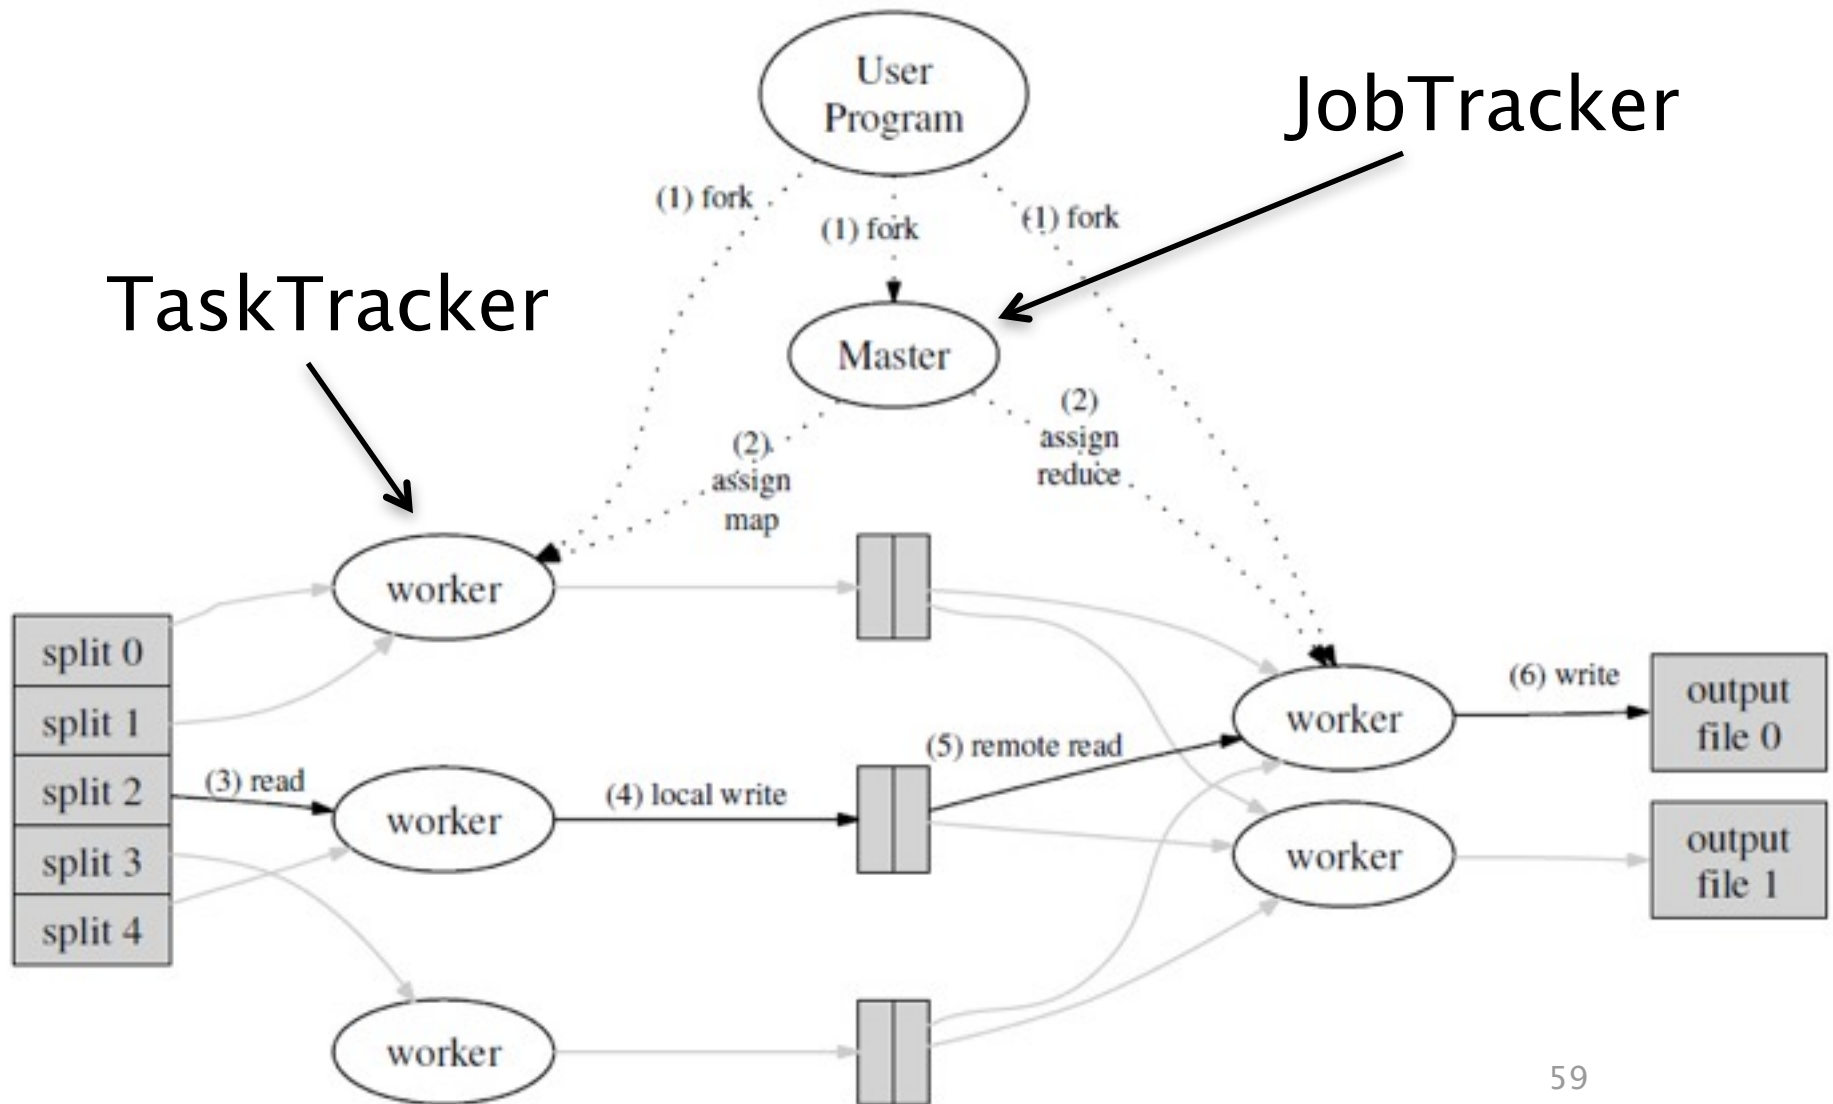 User
Program
JobTracker
(1) fork
(1) fork
(1) fork
TaskTracker
Master
(2)
assign
map
(2)
assign
reduce
worker
split 0
split 1
split 2
split 3
split 4
(3) read
worker
(4) local write
worker
(5) remote read
worker
worker
(6) write
output
file 0
output
file 1
59